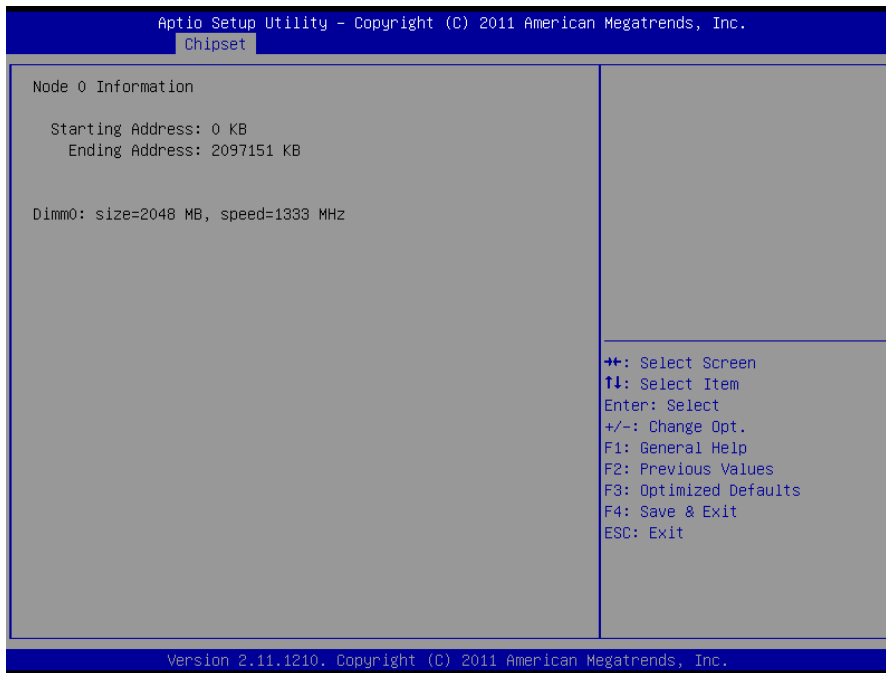 Aptio Setup Utility – Copyright (C) 2011 American Megatrends, Inc.
Chipset
Node 0 Information
Starting Address: 0 KB
Ending Address: 2097151 KB
Dimm0: size=2048 MB, speed=1333 MHz
→←: Select Screen
↑↓: Select Item
Enter: Select
+/-: Change Opt.
F1: General Help
F2: Previous Values
F3: Optimized Defaults
F4: Save & Exit
ESC: Exit
Version 2.11.1210. Copyright (C) 2011 American Megatrends, Inc.